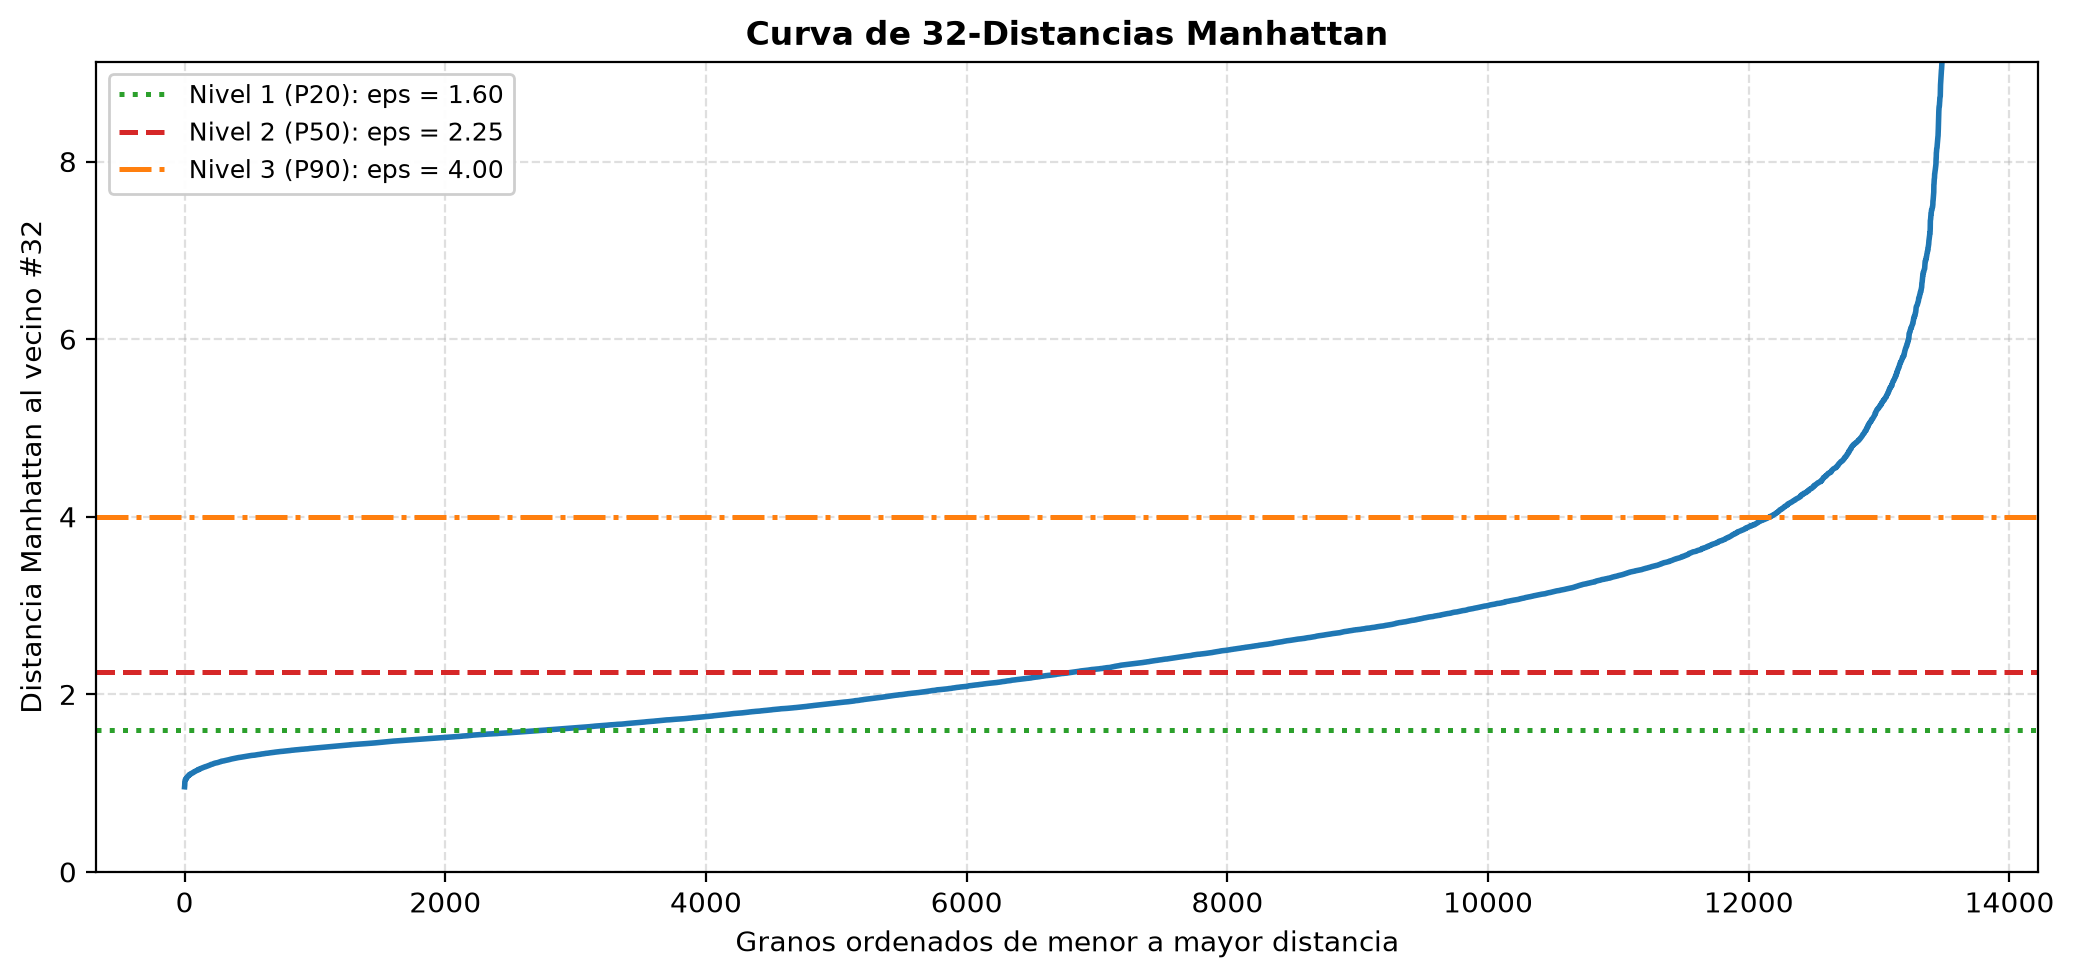 Curva de 32-Distancias Manhattan
Nivel 1 (P20): eps = 1.60
Nivel 2 (P50): eps = 2.25
Nivel 3 (P90): eps = 4.00
Distancia Manhattan al vecino #32
8
6
4
2
0
0 2000 4000 6000 8000 10000 12000 14000
Granos ordenados de menor a mayor distancia